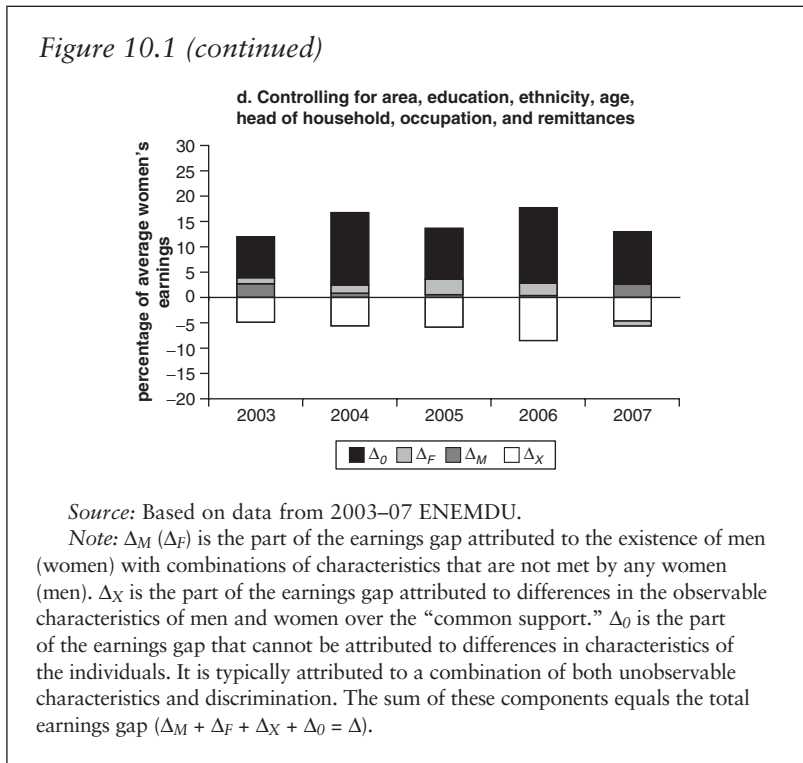 Figure 10.1 (continued)
d. Controlling for area, education, ethnicity, age,
head of household, occupation, and remittances
percentage of average women's
earnings
30
25
20
15
10
5
0
−5
−10
−15
−20
2003 2004 2005 2006 2007
Δ0 ΔF ΔM ΔX
Source: Based on data from 2003–07 ENEMDU.
Note: ΔM (ΔF) is the part of the earnings gap attributed to the existence of men
(women) with combinations of characteristics that are not met by any women
(men). ΔX is the part of the earnings gap attributed to differences in the observable
characteristics of men and women over the “common support.” Δ0 is the part
of the earnings gap that cannot be attributed to differences in characteristics of
the individuals. It is typically attributed to a combination of both unobservable
characteristics and discrimination. The sum of these components equals the total
earnings gap (ΔM + ΔF + ΔX + Δ0 = Δ).